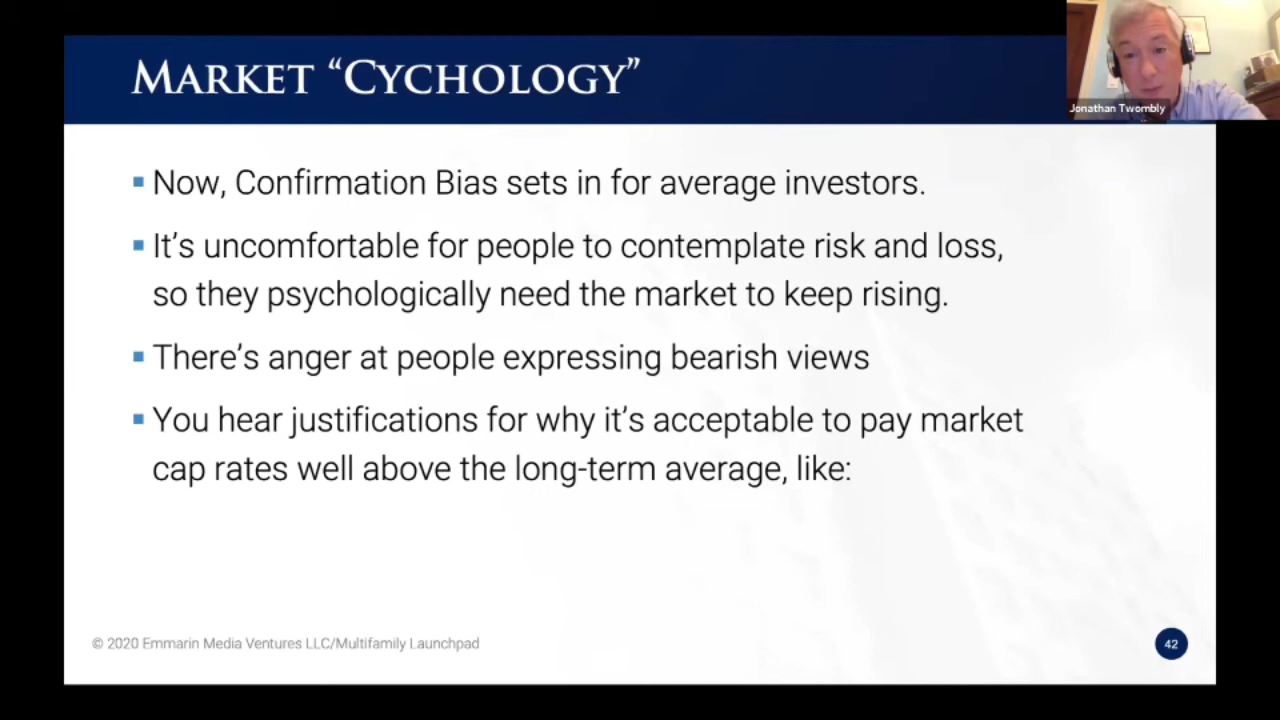 MARKET “CYCHOLOGY”
Jonathan Twombly
Now, Confirmation Bias sets in for average investors.
It’s uncomfortable for people to contemplate risk and loss,
so they psychologically need the market to keep rising.
There’s anger at people expressing bearish views
You hear justifications for why it’s acceptable to pay market
cap rates well above the long-term average, like:
© 2020 Emmarin Media Ventures LLC/Multifamily Launchpad
42